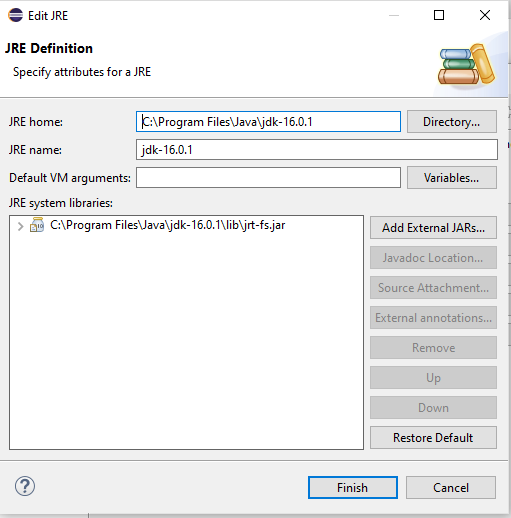 Edit JRE
JRE Definition
Specify attributes for a JRE
JRE home:
C:\Program Files\Java\jdk-16.0.1
Directory...
JRE name:
jdk-16.0.1
Default VM arguments:
Variables...
JRE system libraries:
C:\Program Files\Java\jdk-16.0.1\lib\jrt-fs.jar
Add External JARs...
Javadoc Location...
Source Attachment...
External annotations...
Remove
Up
Down
Restore Default
?
Finish
Cancel